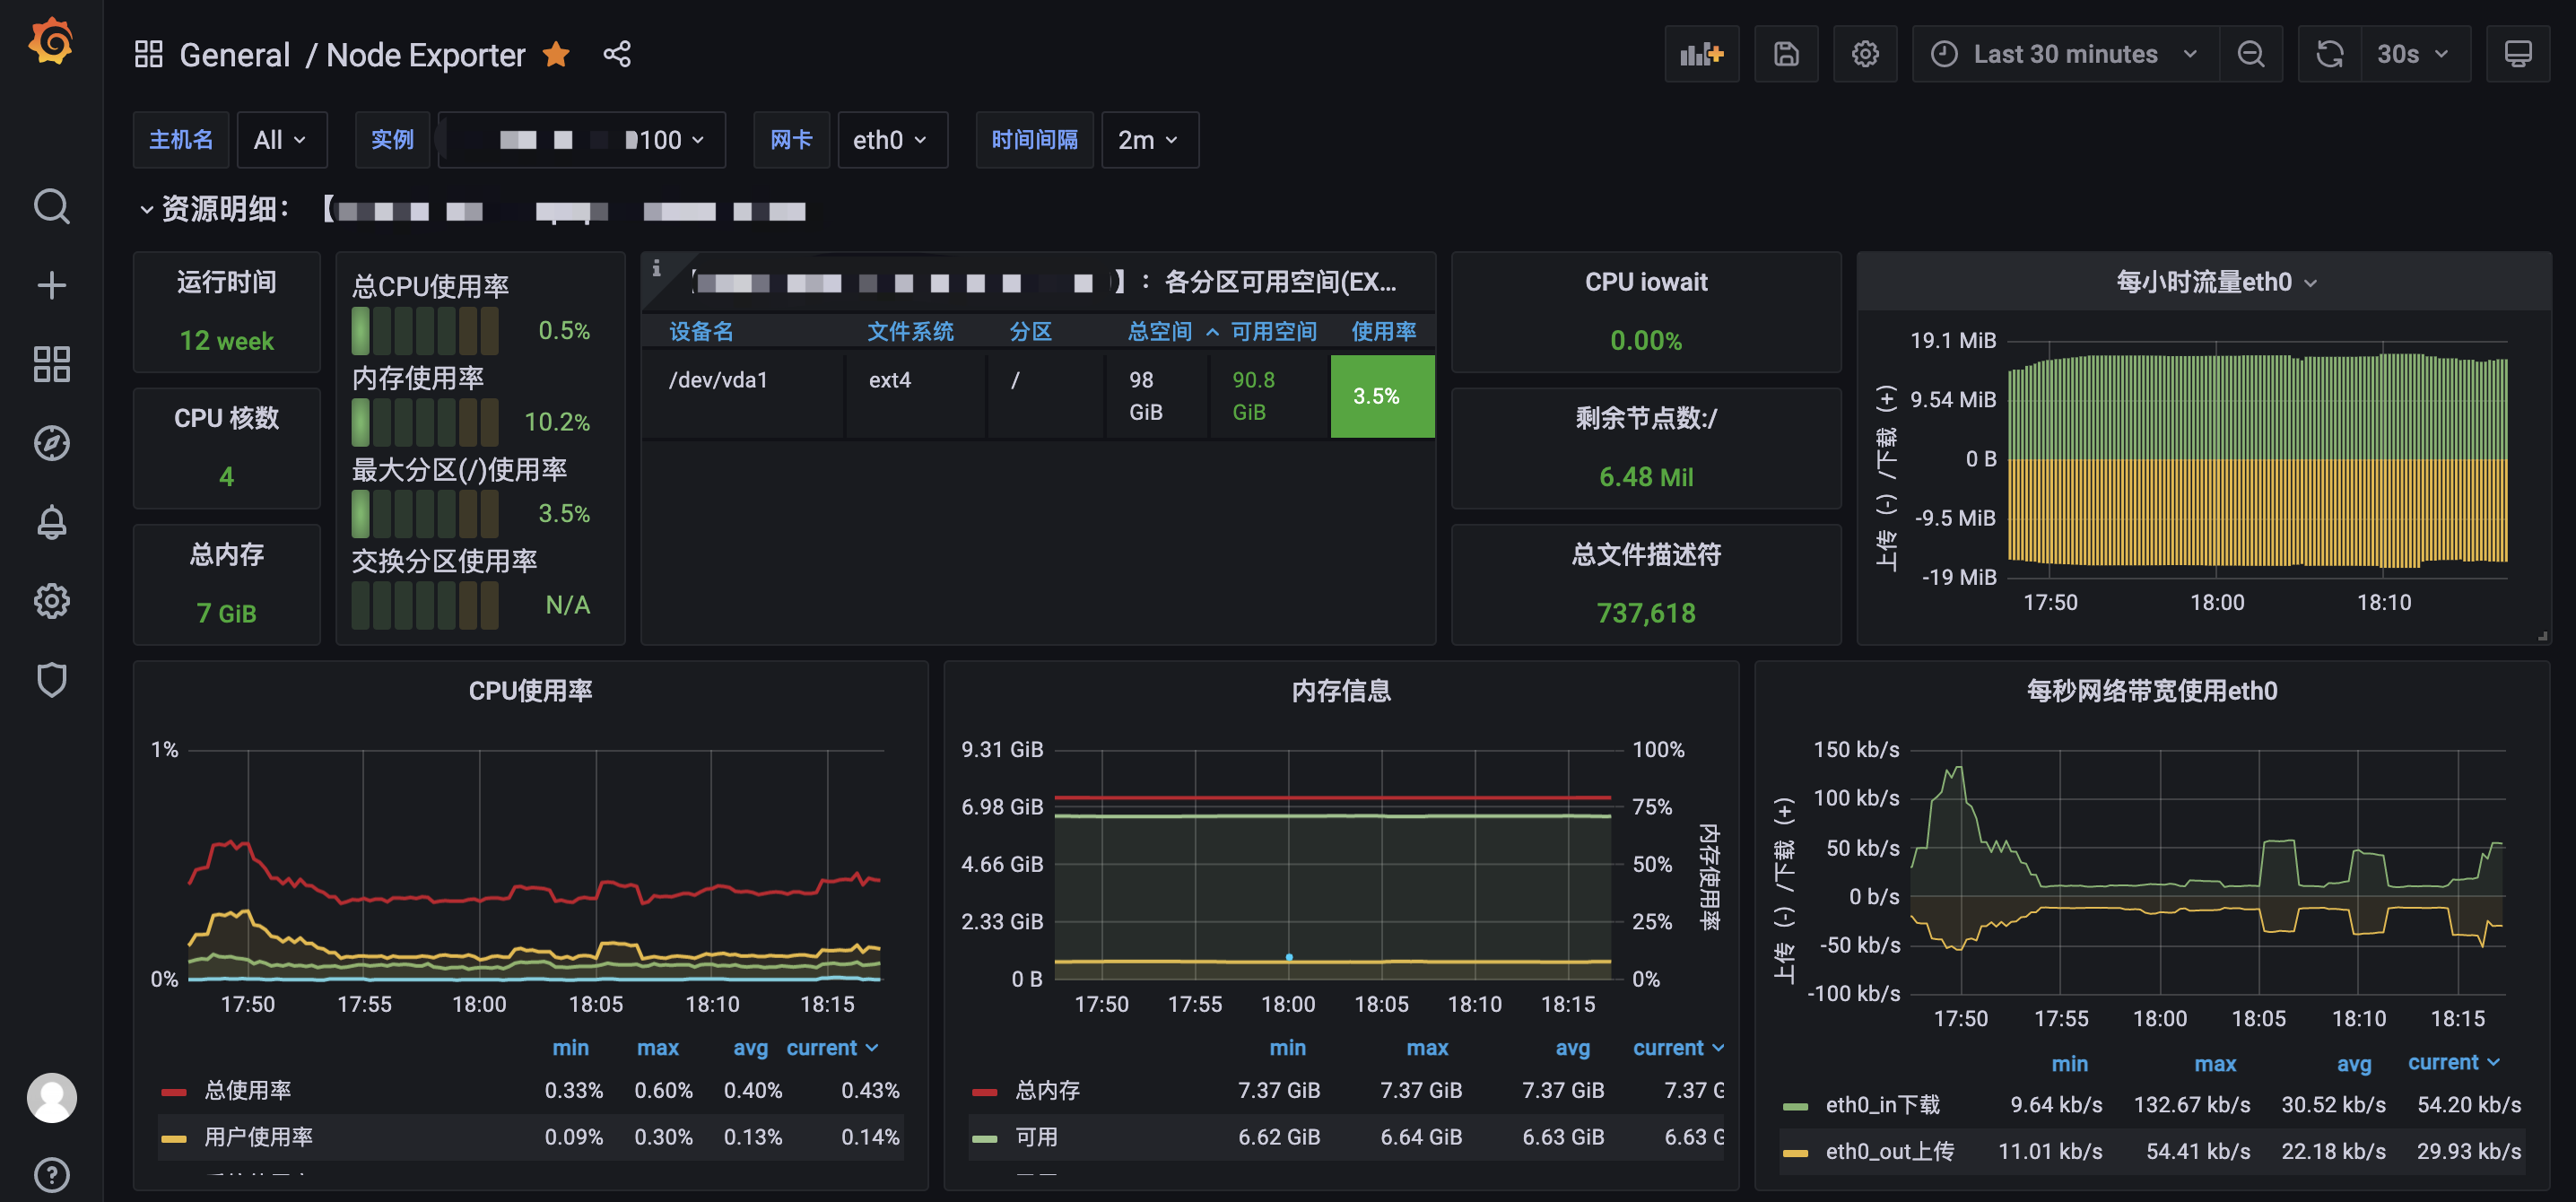 General / Node Exporter
Last 30 minutes
30s
主机名 All 实例 100 网卡 eth0 时间间隔 2m
资源明细：【
运行时间
12 week
CPU 核数
4
总内存
7 GiB
总CPU使用率
0.5%
内存使用率
10.2%
最大分区(/)使用率
3.5%
交换分区使用率
N/A
】：各分区可用空间(EX...
设备名 文件系统 分区 总空间 可用空间 使用率
/dev/vda1 ext4 / 98 GiB 90.8 GiB 3.5%
CPU iowait
0.00%
剩余节点数:/
6.48 Mil
总文件描述符
737,618
每小时流量eth0
上传（-）/下载（+）
19.1 MiB
9.54 MiB
0 B
-9.5 MiB
-19 MiB
17:50 18:00 18:10
CPU使用率
1%
0%
17:50 17:55 18:00 18:05 18:10 18:15
min max avg current
总使用率 0.33% 0.60% 0.40% 0.43%
用户使用率 0.09% 0.30% 0.13% 0.14%
内存信息
9.31 GiB 100%
6.98 GiB 75%
4.66 GiB 50%
2.33 GiB 25%
0 B 0%
内存使用率
17:50 17:55 18:00 18:05 18:10 18:15
min max avg current
总内存 7.37 GiB 7.37 GiB 7.37 GiB 7.37 G
可用 6.62 GiB 6.64 GiB 6.63 GiB 6.63 G
每秒网络带宽使用eth0
上传（-）/下载（+）
150 kb/s
100 kb/s
50 kb/s
0 b/s
-50 kb/s
-100 kb/s
17:50 17:55 18:00 18:05 18:10 18:15
min max avg current
eth0_in下载 9.64 kb/s 132.67 kb/s 30.52 kb/s 54.20 kb/s
eth0_out上传 11.01 kb/s 54.41 kb/s 22.18 kb/s 29.93 kb/s